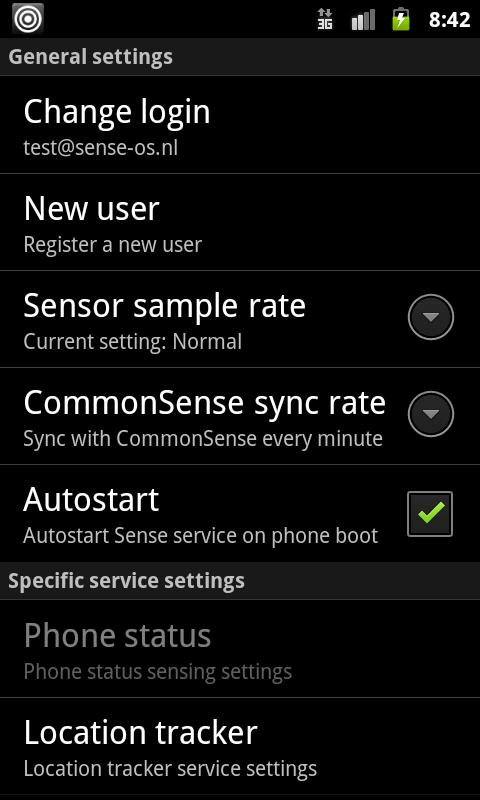 3G 8:42
General settings
Change login
test@sense-os.nl
New user
Register a new user
Sensor sample rate
Current setting: Normal
CommonSense sync rate
Sync with CommonSense every minute
Autostart
Autostart Sense service on phone boot
Specific service settings
Phone status
Phone status sensing settings
Location tracker
Location tracker service settings